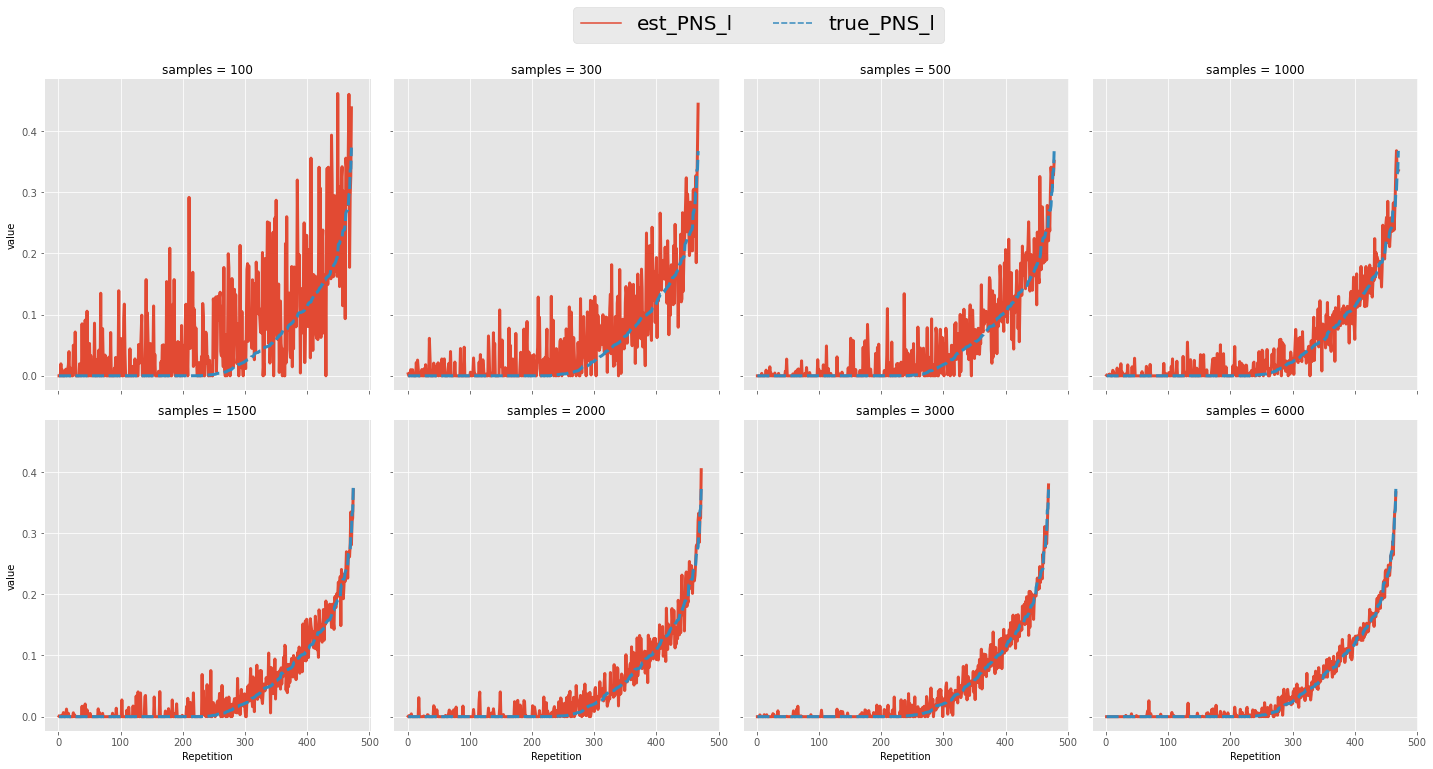 est_PNS_l true_PNS_l
samples = 100 samples = 300 samples = 500 samples = 1000
0.4
0.3
0.2
0.1
0.0
value
samples = 1500 samples = 2000 samples = 3000 samples = 6000
0.4
0.3
0.2
0.1
0.0
value
0 100 200 300 400 500 0 100 200 300 400 500 0 100 200 300 400 500 0 100 200 300 400 500
Repetition Repetition Repetition Repetition